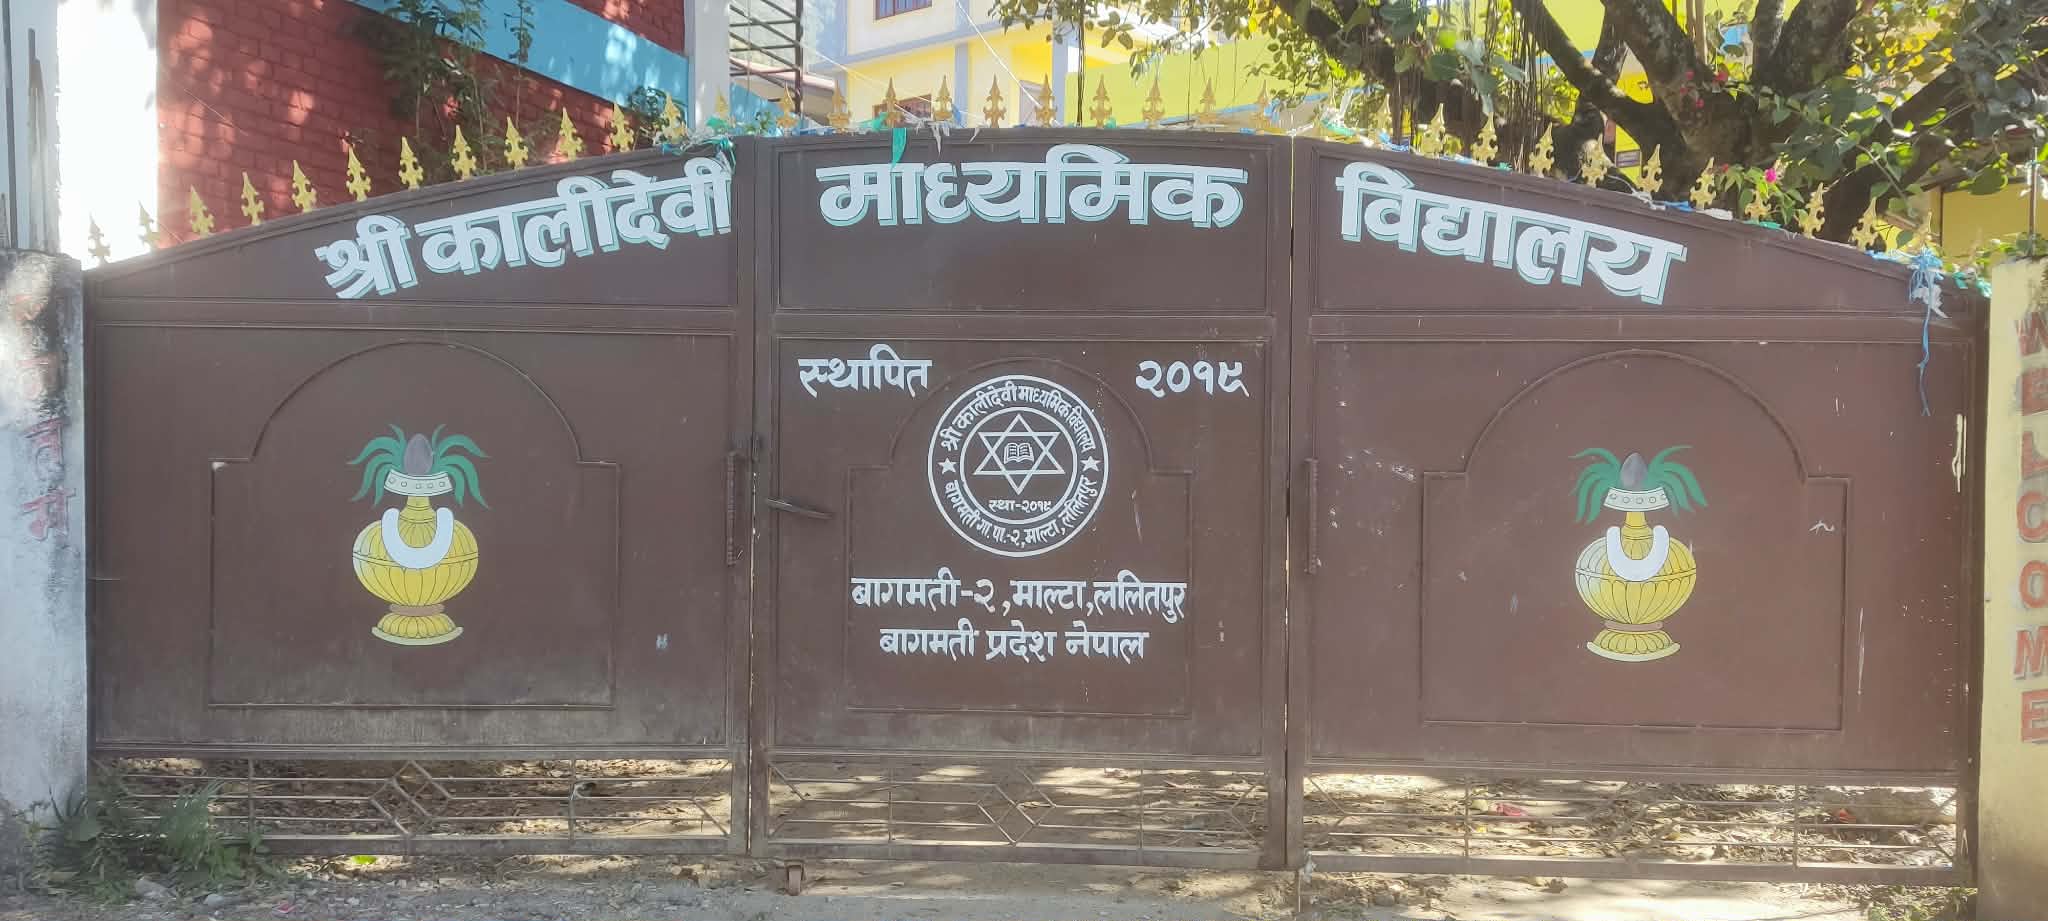 श्री कालीदेवी माध्यमिक विद्यालय
स्थापित २०१९
श्री कालीदेवी माध्यमिक विद्यालय
स्था-२०१९
बागमती गा. पा.-२, माल्टा, ललितपुर
बागमती-२, माल्टा, ललितपुर
बागमती प्रदेश नेपाल
WELCOME